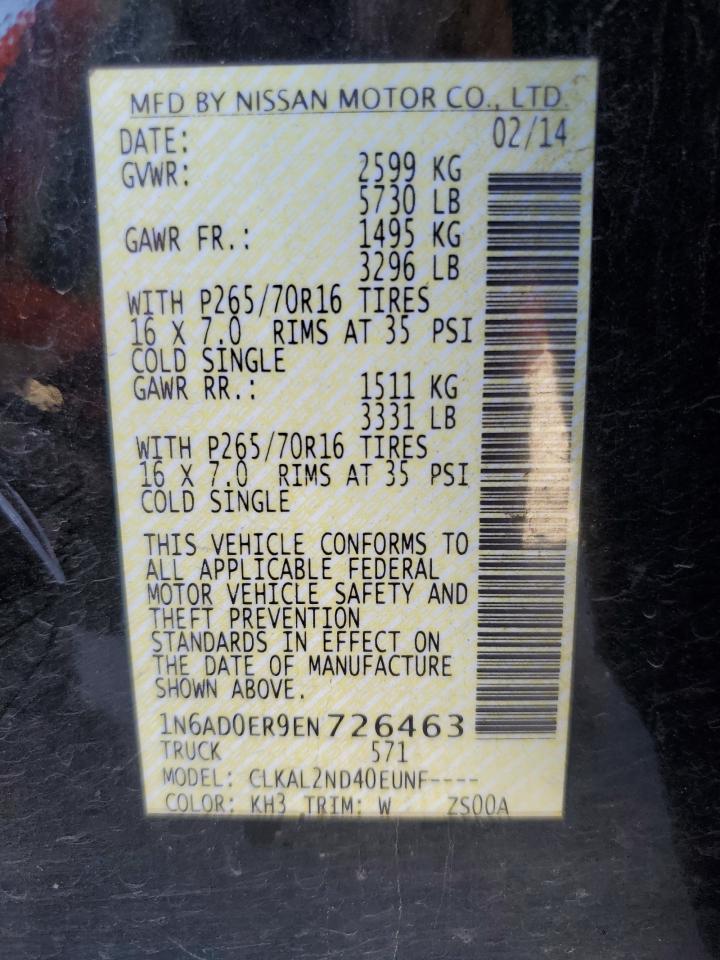 MFD BY NISSAN MOTOR CO., LTD.
DATE: 02/14
GVWR: 2599 KG
5730 LB
GAWR FR.: 1495 KG
3296 LB
WITH P265/70R16 TIRES
16 X 7.0 RIMS AT 35 PSI
COLD SINGLE
GAWR RR.: 1511 KG
3331 LB
WITH P265/70R16 TIRES
16 X 7.0 RIMS AT 35 PSI
COLD SINGLE
THIS VEHICLE CONFORMS TO
ALL APPLICABLE FEDERAL
MOTOR VEHICLE SAFETY AND
THEFT PREVENTION
STANDARDS IN EFFECT ON
THE DATE OF MANUFACTURE
SHOWN ABOVE.
1N6AD0ER9EN726463
TRUCK 571
MODEL: CLKAL2ND40EUNF----
COLOR: KH3 TRIM: W ZS00A